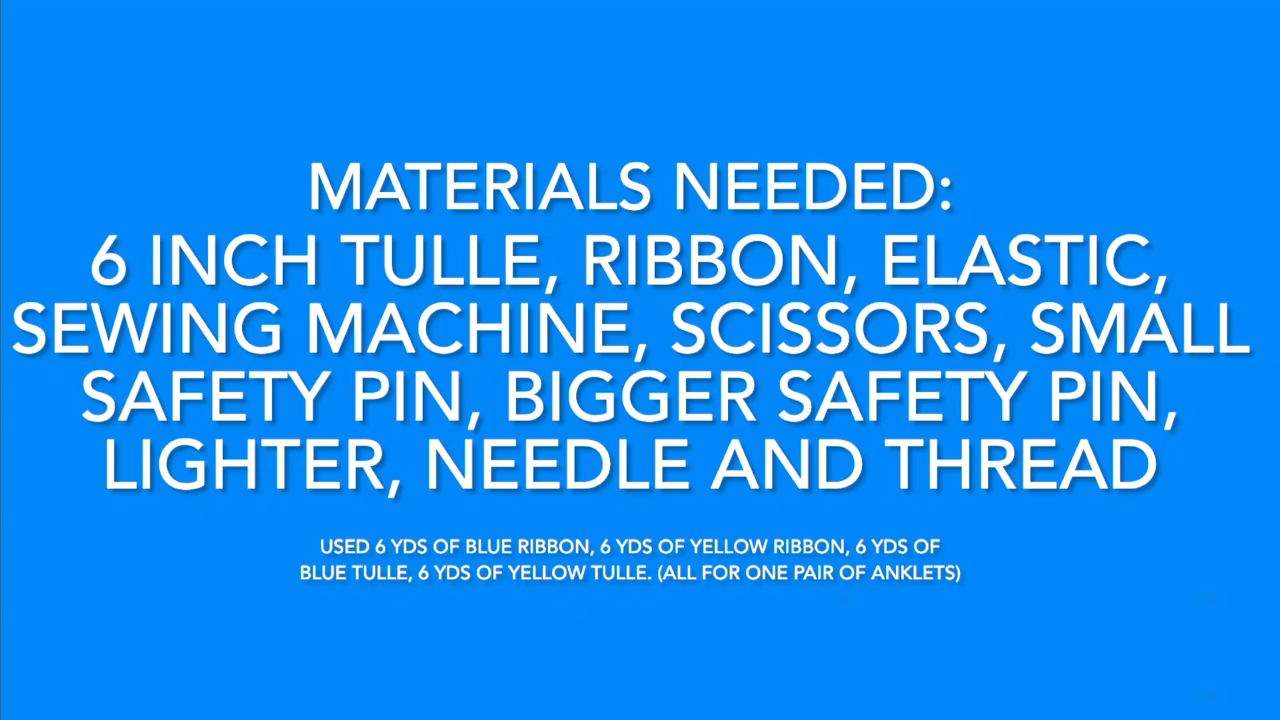 MATERIALS NEEDED:
6 INCH TULLE, RIBBON, ELASTIC,
SEWING MACHINE, SCISSORS, SMALL
SAFETY PIN, BIGGER SAFETY PIN,
LIGHTER, NEEDLE AND THREAD
USED 6 YDS OF BLUE RIBBON, 6 YDS OF YELLOW RIBBON, 6 YDS OF
BLUE TULLE, 6 YDS OF YELLOW TULLE. (ALL FOR ONE PAIR OF ANKLETS)